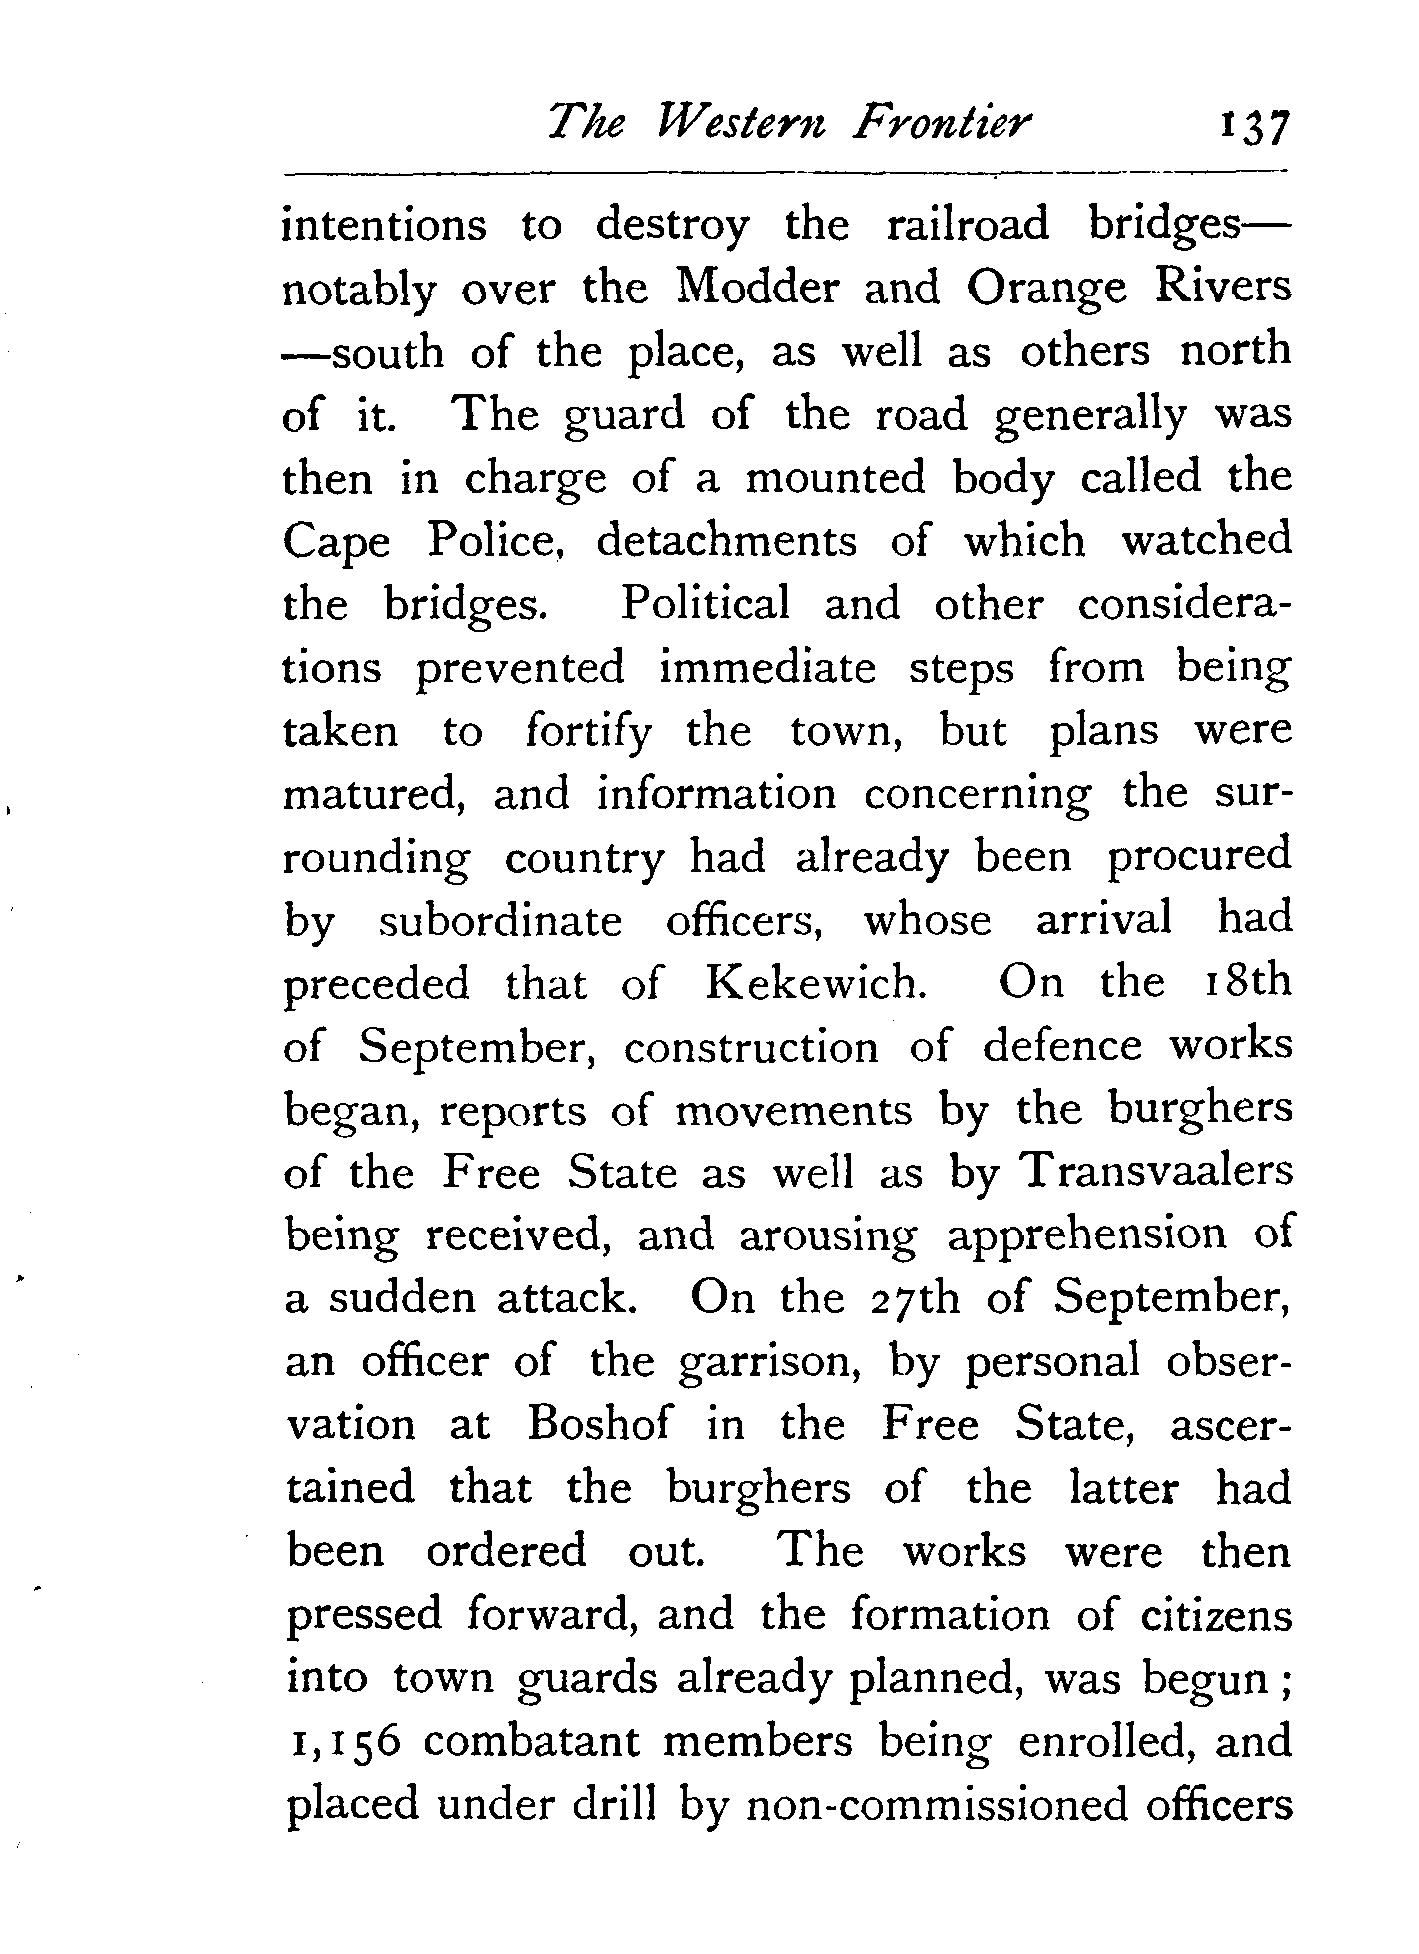 The Western Frontier 137
intentions to destroy the railroad bridges—
notably over the Modder and Orange Rivers
—south of the place, as well as others north
of it. The guard of the road generally was
then in charge of a mounted body called the
Cape Police, detachments of which watched
the bridges. Political and other considera-
tions prevented immediate steps from being
taken to fortify the town, but plans were
matured, and information concerning the sur-
rounding country had already been procured
by subordinate officers, whose arrival had
preceded that of Kekewich. On the 18th
of September, construction of defence works
began, reports of movements by the burghers
of the Free State as well as by Transvaalers
being received, and arousing apprehension of
a sudden attack. On the 27th of September,
an officer of the garrison, by personal obser-
vation at Boshof in the Free State, ascer-
tained that the burghers of the latter had
been ordered out. The works were then
pressed forward, and the formation of citizens
into town guards already planned, was begun ;
1,156 combatant members being enrolled, and
placed under drill by non-commissioned officers